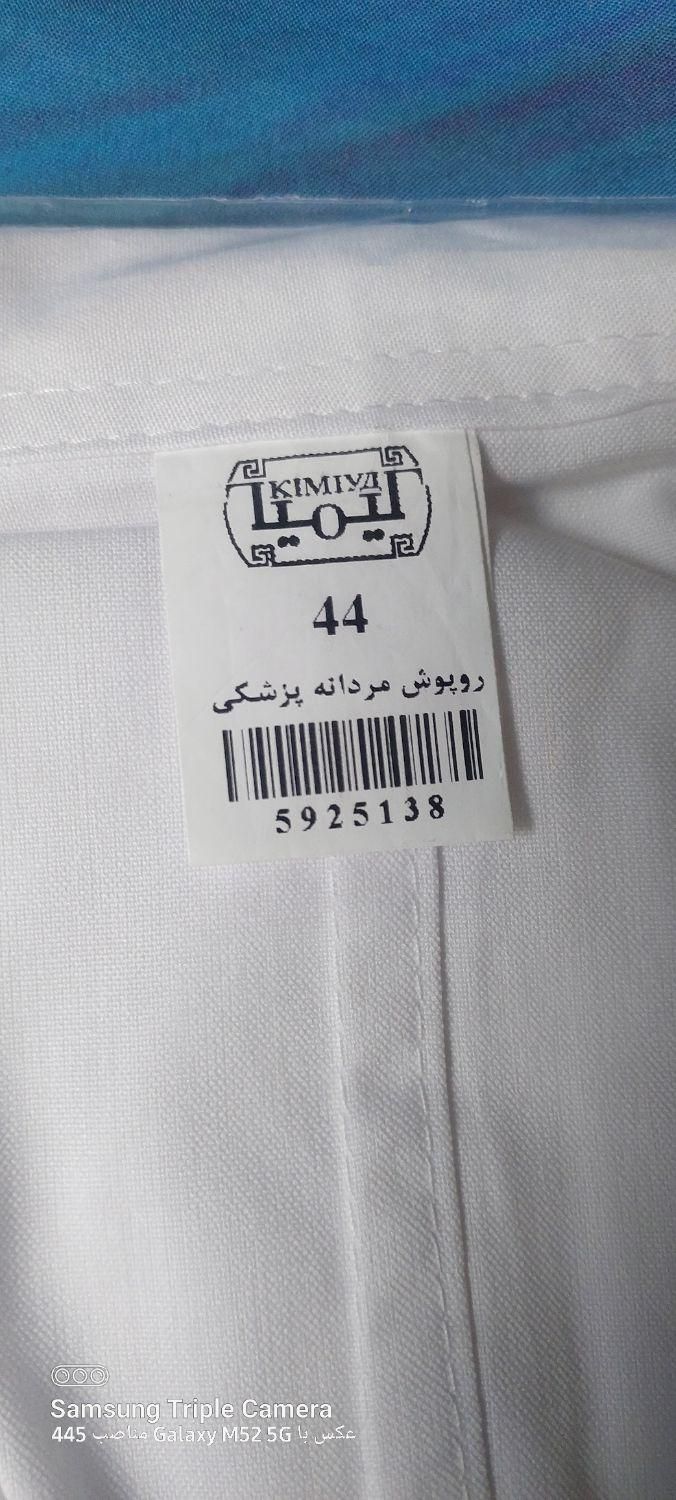 KIMIYA
کیمیا
44
روپوش مردانه پزشکی
5925138
Samsung Triple Camera
عکس با Galaxy M52 5G مناصب 445